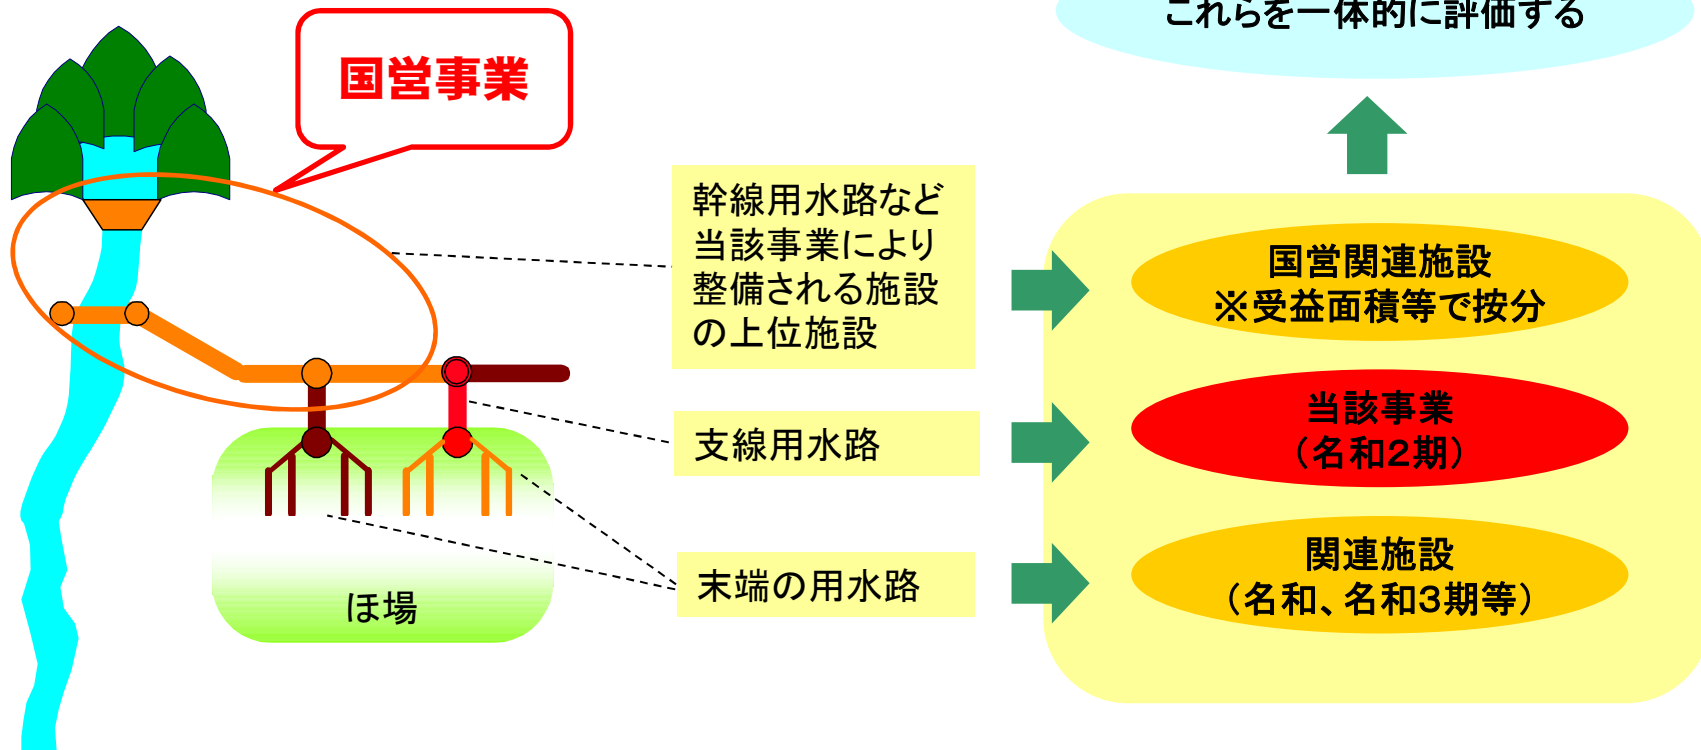 これらを一体的に評価する
国営事業
幹線用水路など
当該事業により
整備される施設
の上位施設
国営関連施設
※受益面積等で按分
支線用水路
当該事業
（名和2期）
末端の用水路
関連施設
（名和、名和3期等）
ほ場